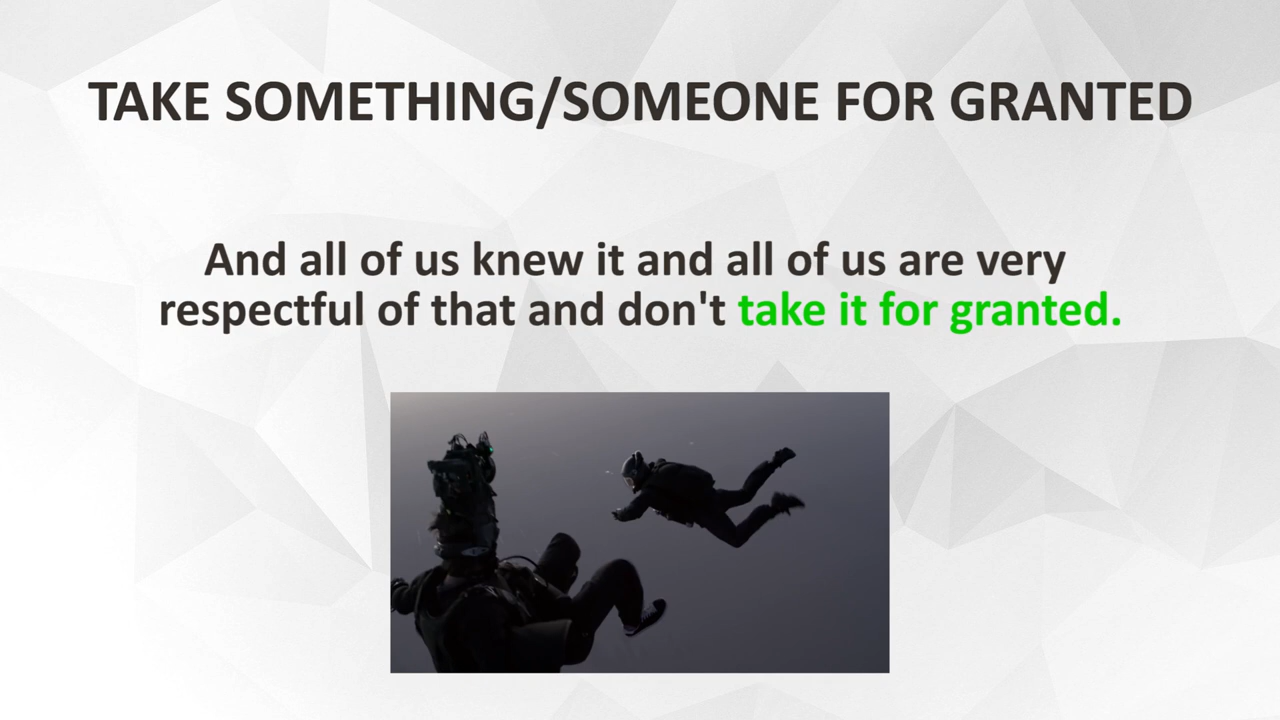 TAKE SOMETHING/SOMEONE FOR GRANTED
And all of us knew it and all of us are very
respectful of that and don't take it for granted.